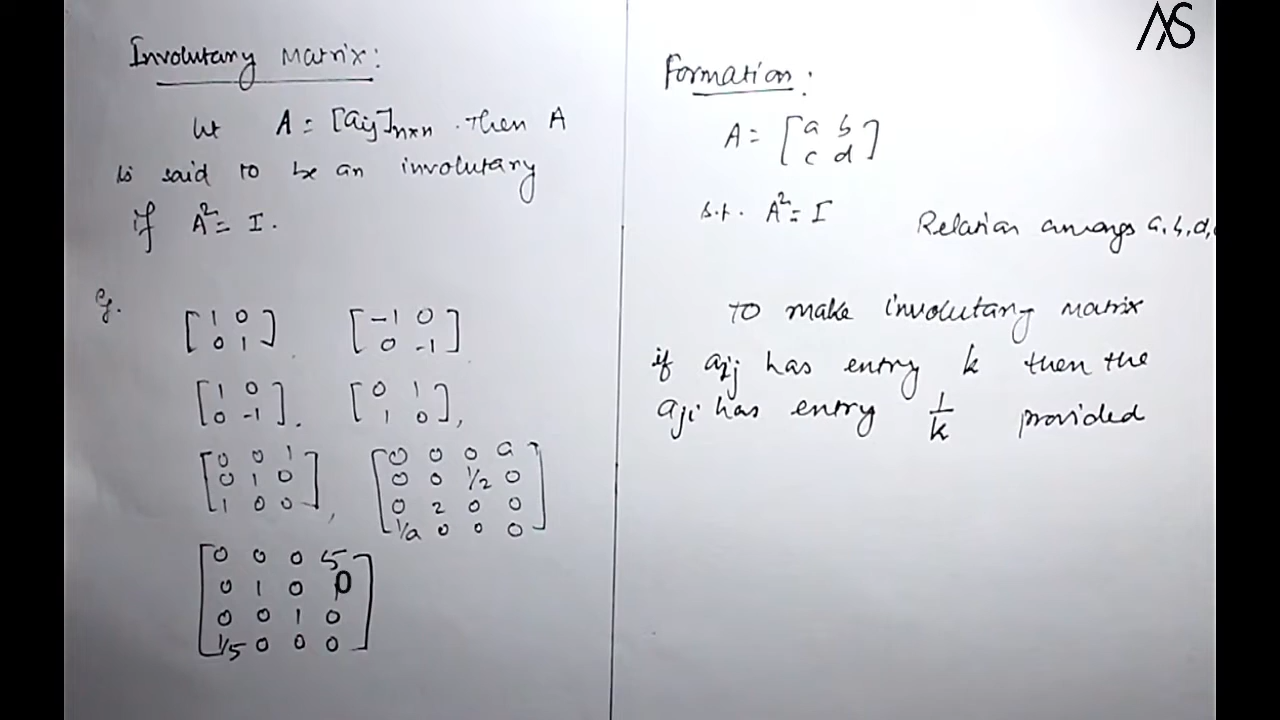 Involutary Matrix:
Let A = [aij]n×n . Then A
is said to be an involutary
if A² = I.
eg.
[1 0
0 1] , [-1 0
0 -1] ,
[1 0
0 -1] , [0 1
1 0] ,
[0 0 1
0 1 0
1 0 0] , [0 0 0 a
0 0 1/2 0
0 2 0 0
1/a 0 0 0]
[0 0 0 5
0 1 0 0
0 0 1 0
1/5 0 0 0]
NS
Formation:
A = [a b
c d]
s.t. A² = I Relation amongs a, b, d,
To make involutary matrix
if aij has entry k then the
aji has entry 1/k provided